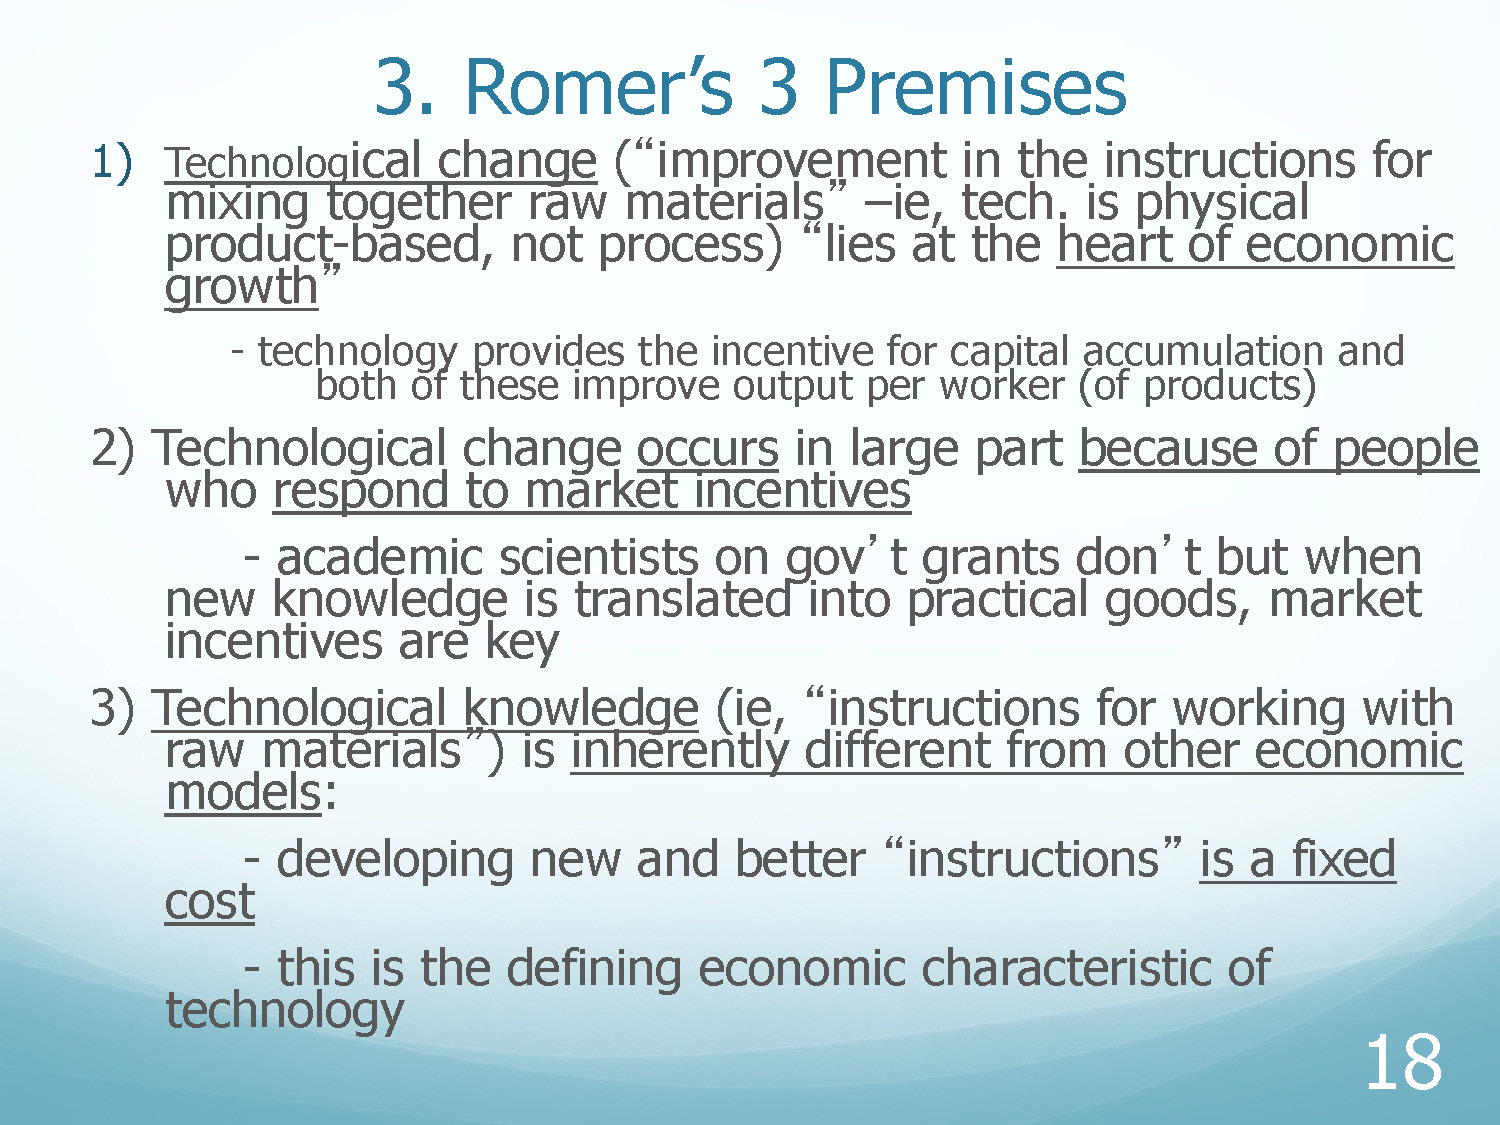 3. Romer’s 3 Premises
1) Technological change (“improvement in the instructions for
mixing together raw materials” –ie, tech. is physical
product-based, not process) “lies at the heart of economic
growth”
- technology provides the incentive for capital accumulation and
both of these improve output per worker (of products)
2) Technological change occurs in large part because of people
who respond to market incentives
- academic scientists on gov’t grants don’t but when
new knowledge is translated into practical goods, market
incentives are key
3) Technological knowledge (ie, “instructions for working with
raw materials”) is inherently different from other economic
models:
- developing new and better “instructions” is a fixed
cost
- this is the defining economic characteristic of
technology
18